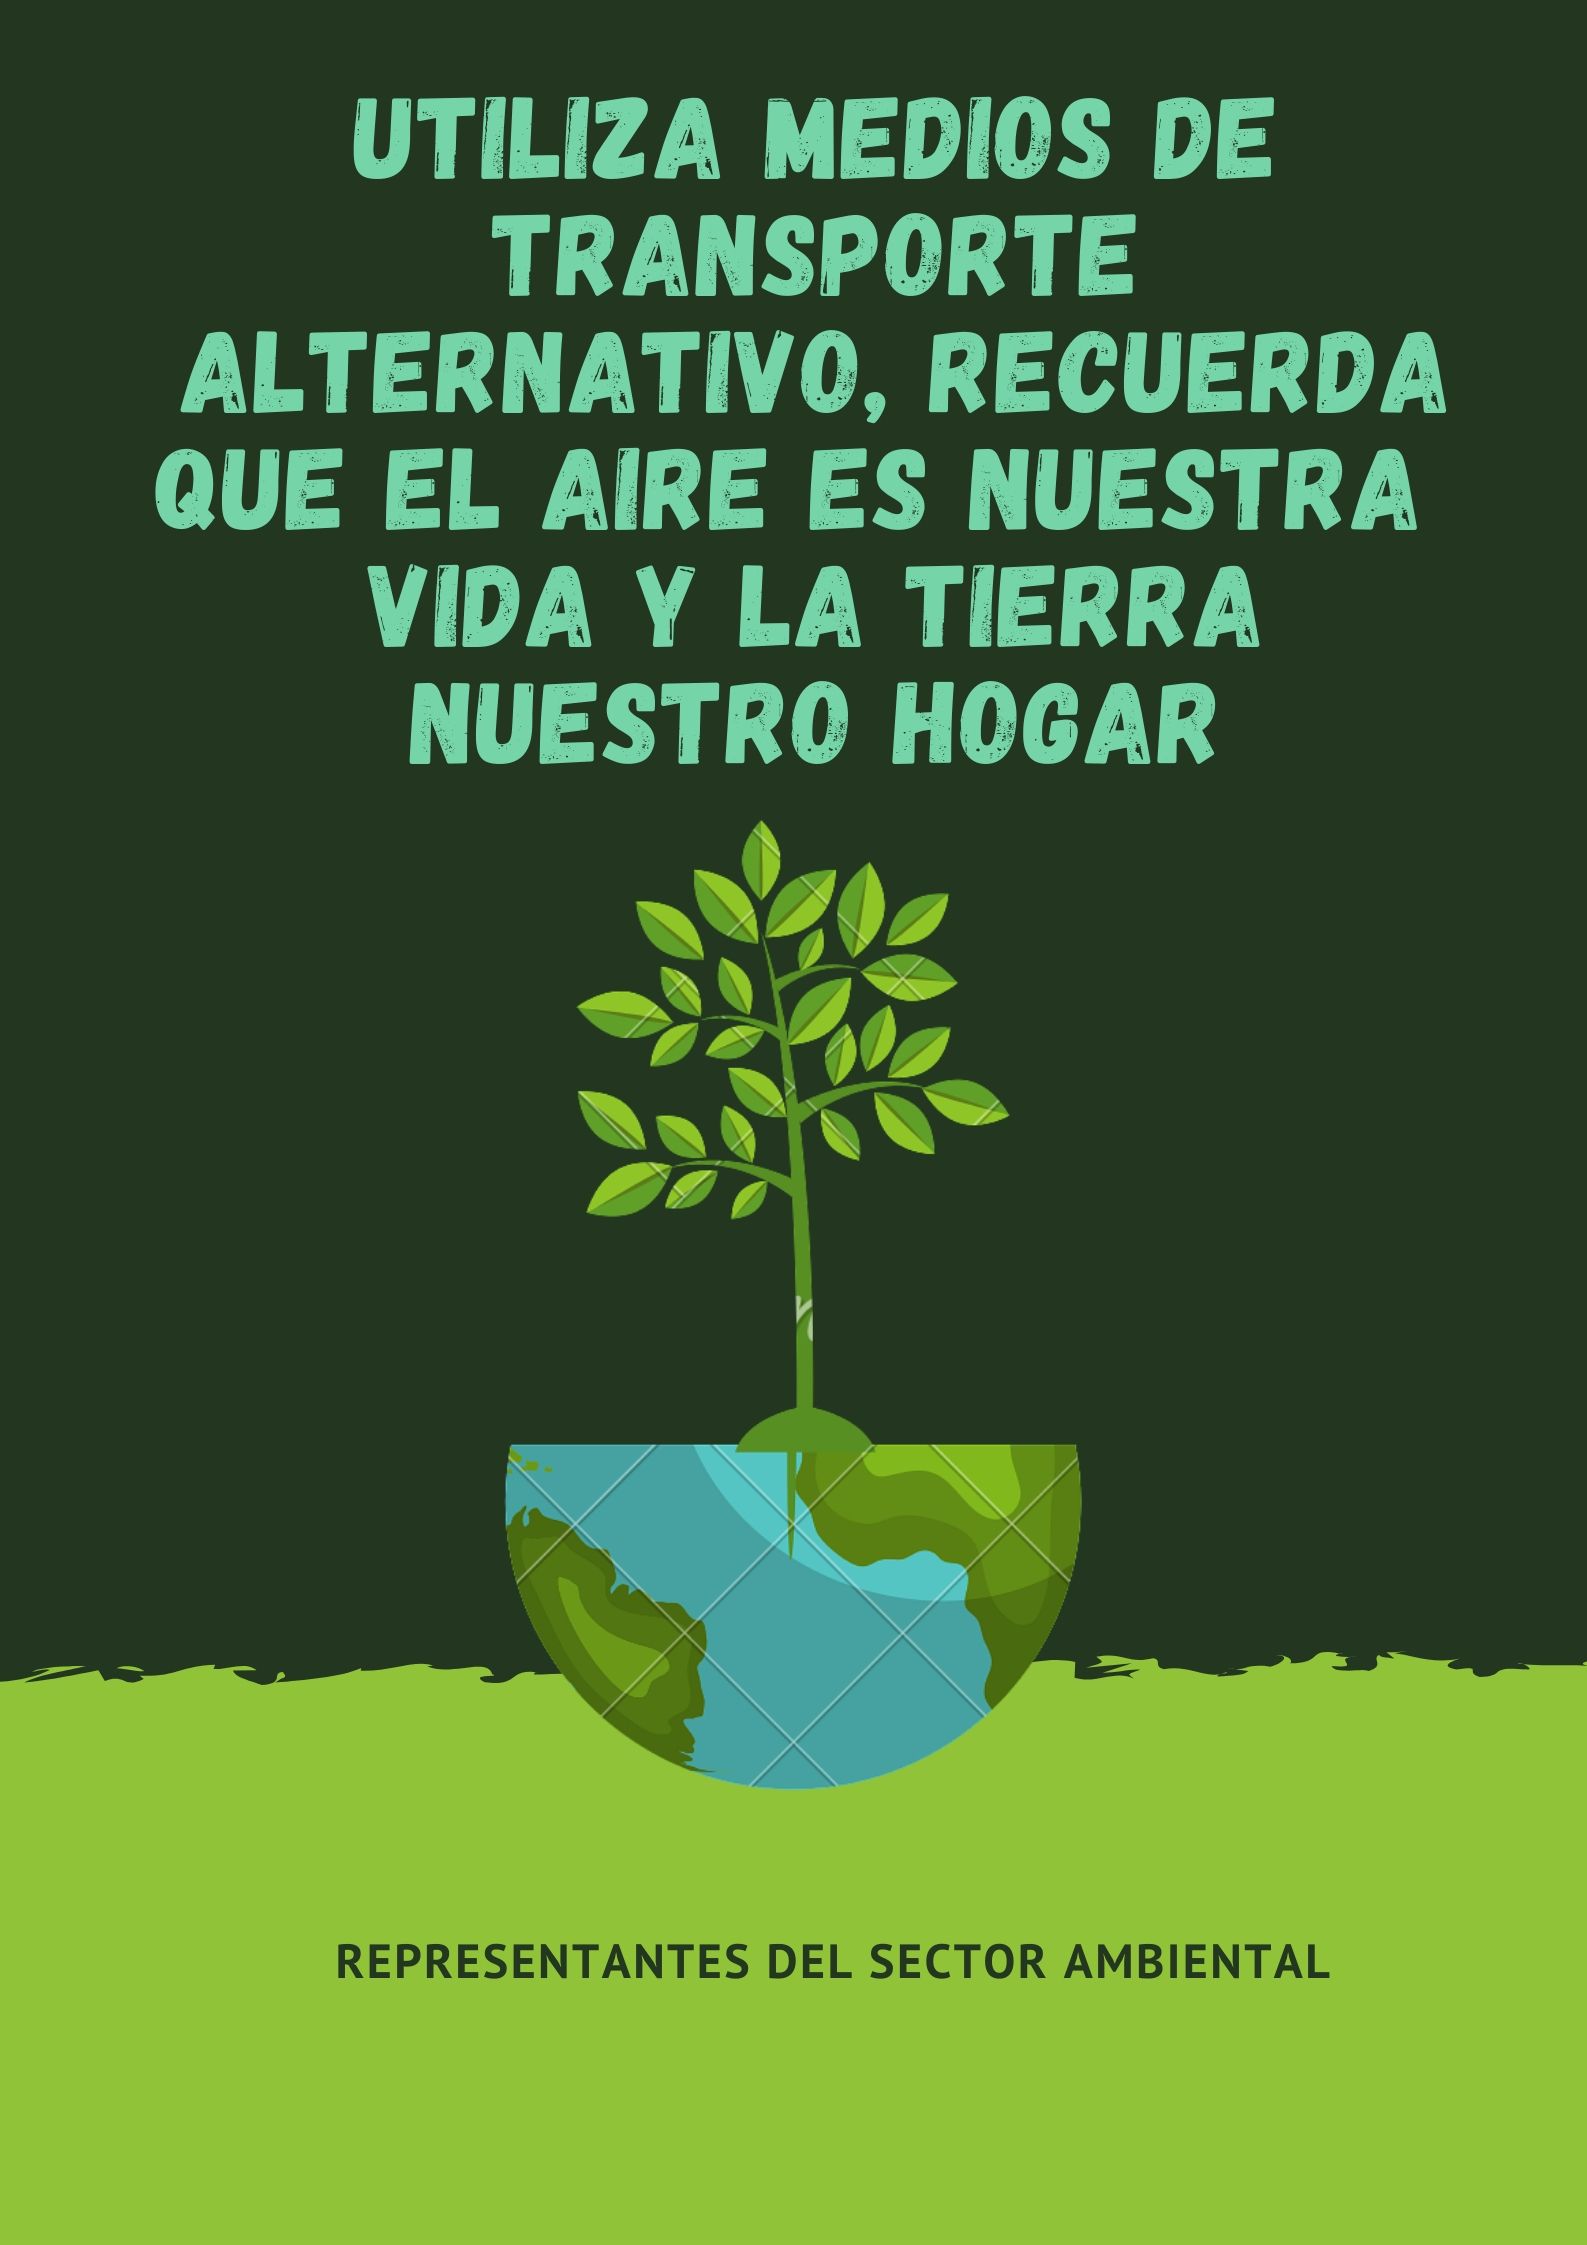 UTILIZA MEDIOS DE
TRANSPORTE
ALTERNATIVO, RECUERDA
QUE EL AIRE ES NUESTRA
VIDA Y LA TIERRA
NUESTRO HOGAR
REPRESENTANTES DEL SECTOR AMBIENTAL